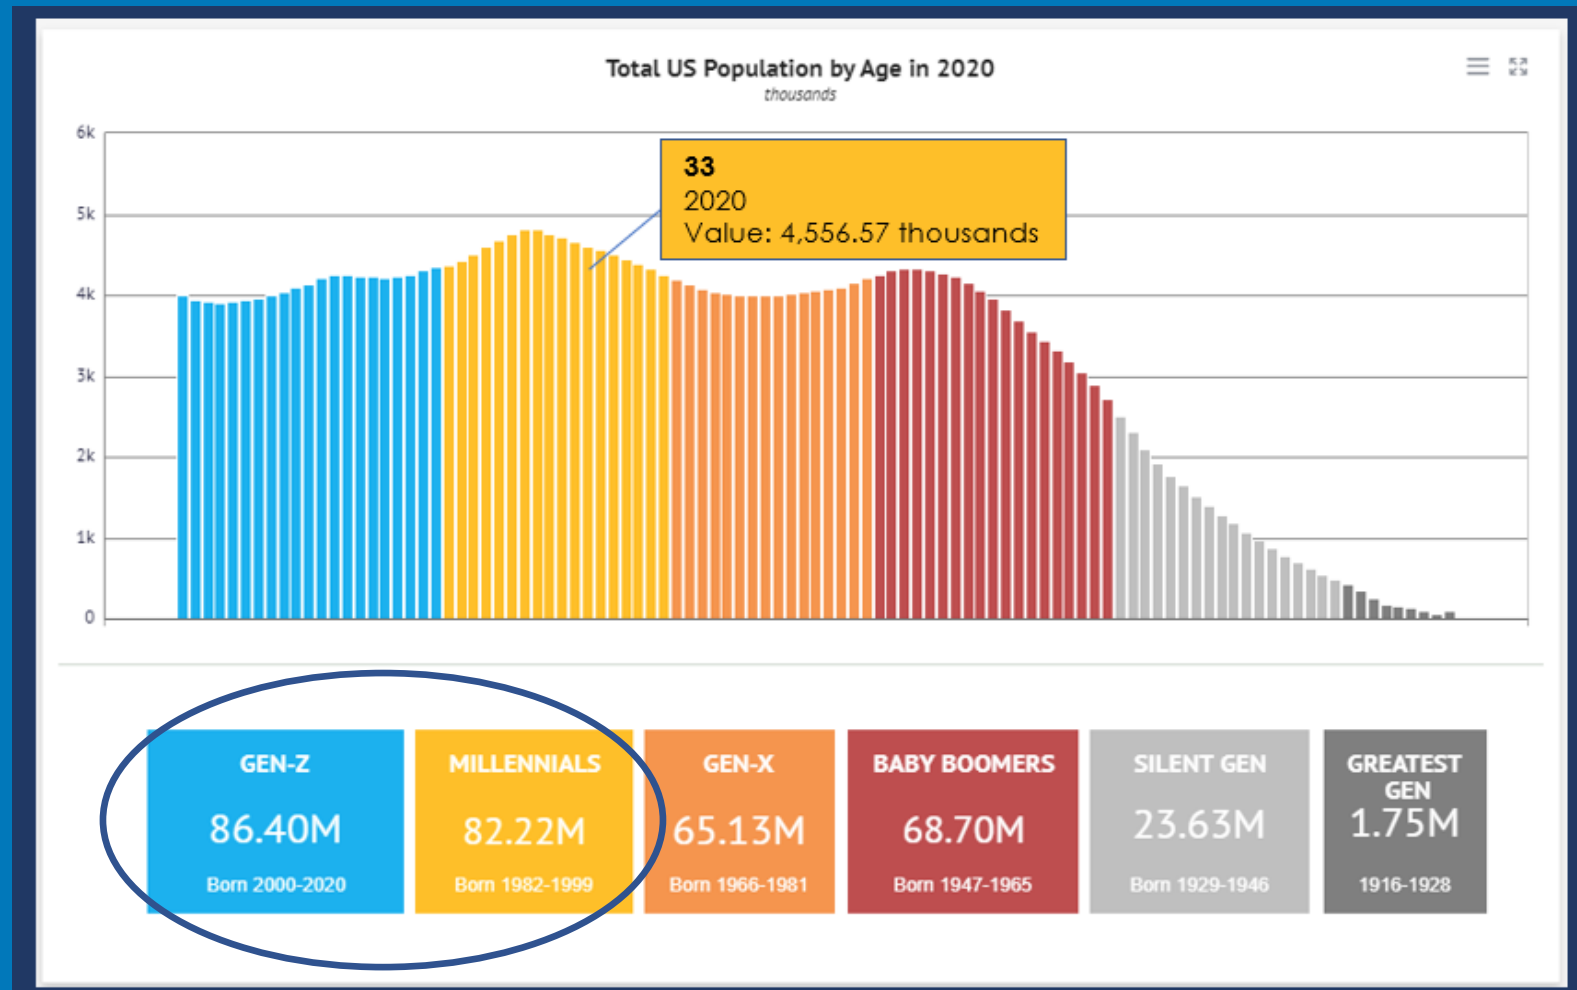 Total US Population by Age in 2020
thousands
6k
5k
4k
3k
2k
1k
0
33
2020
Value: 4,556.57 thousands
GEN-Z
86.40M
Born 2000-2020
MILLENNIALS
82.22M
Born 1982-1999
GEN-X
65.13M
Born 1966-1981
BABY BOOMERS
68.70M
Born 1947-1965
SILENT GEN
23.63M
Born 1929-1946
GREATEST
GEN
1.75M
1916-1928